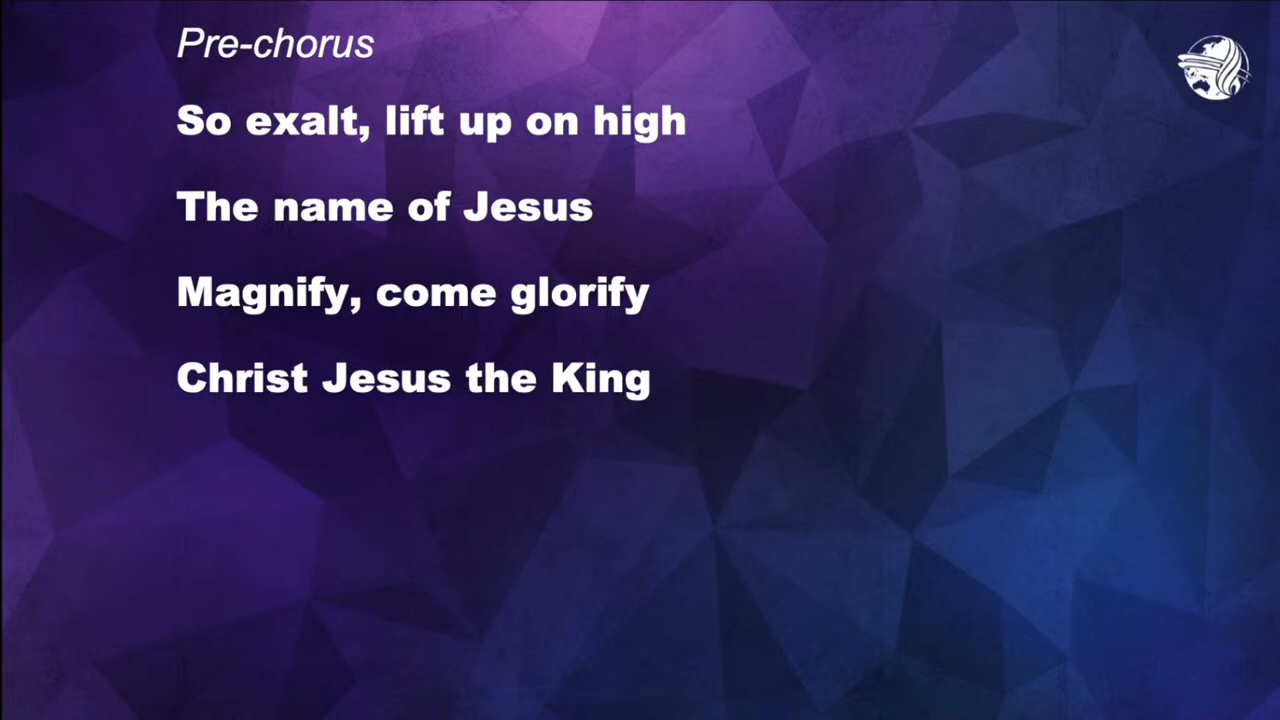 Pre-chorus
So exalt, lift up on high
The name of Jesus
Magnify, come glorify
Christ Jesus the King